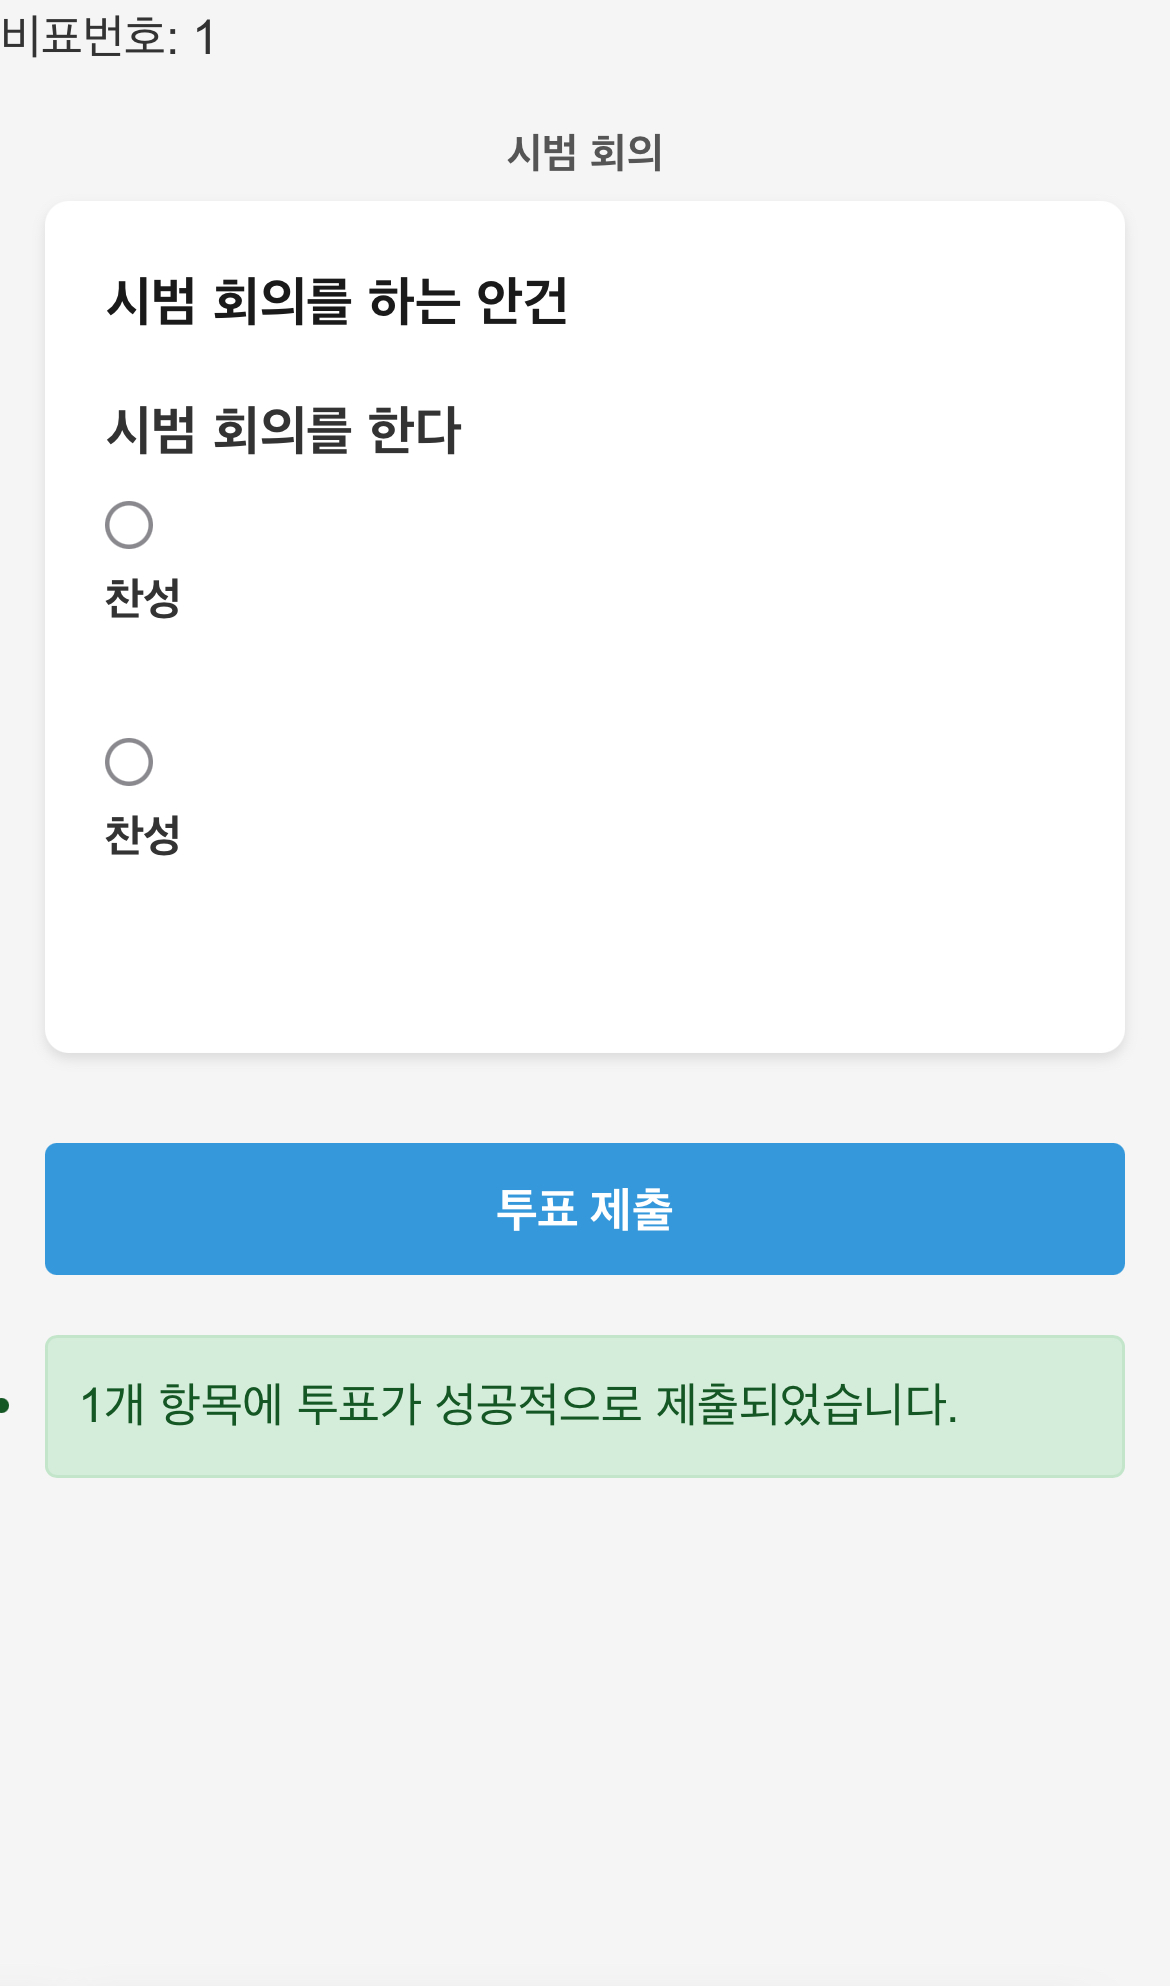 비표번호: 1
시범 회의
시범 회의를 하는 안건
시범 회의를 한다
찬성
찬성
투표 제출
1개 항목에 투표가 성공적으로 제출되었습니다.